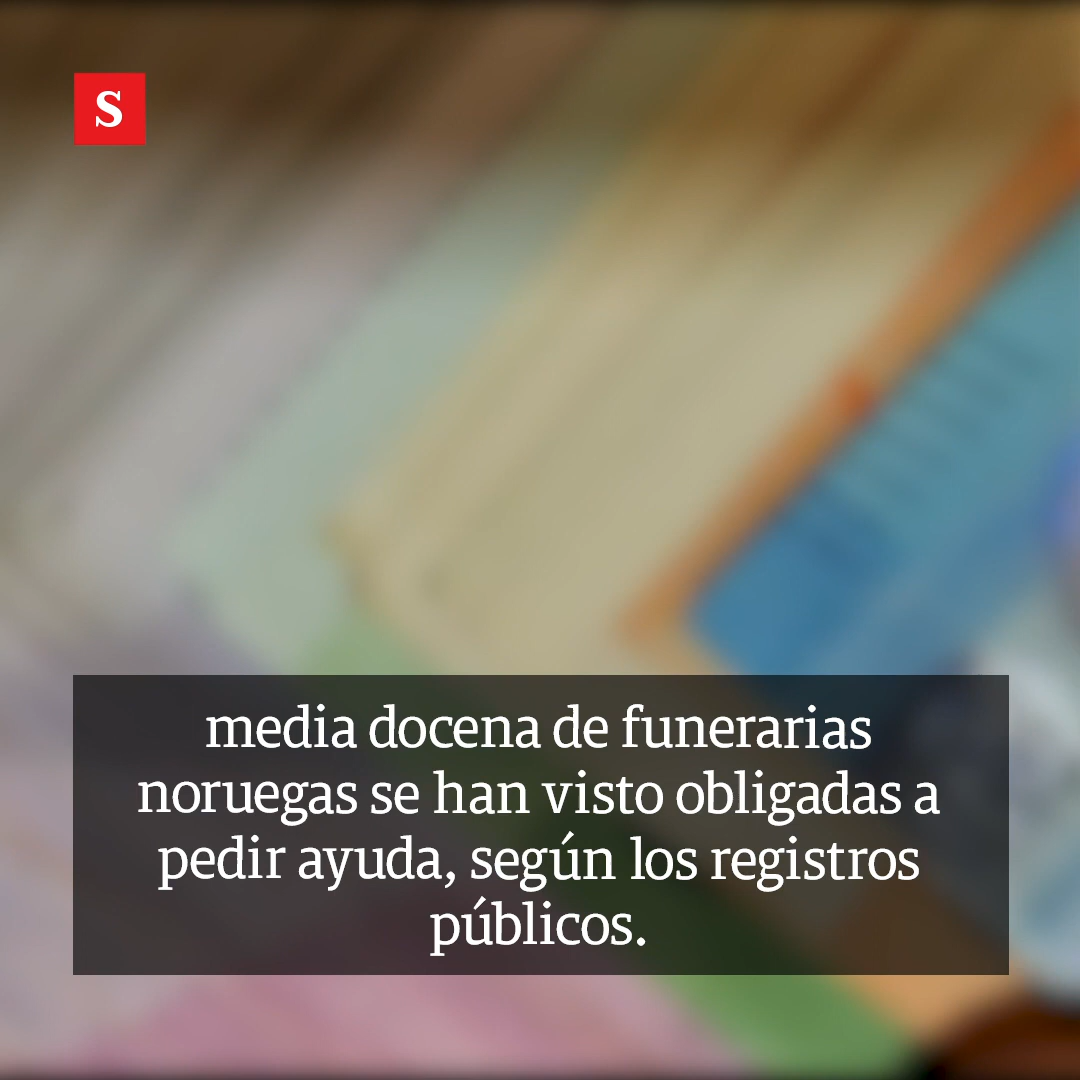 S
media docena de funerarias
noruegas se han visto obligadas a
pedir ayuda, según los registros
públicos.